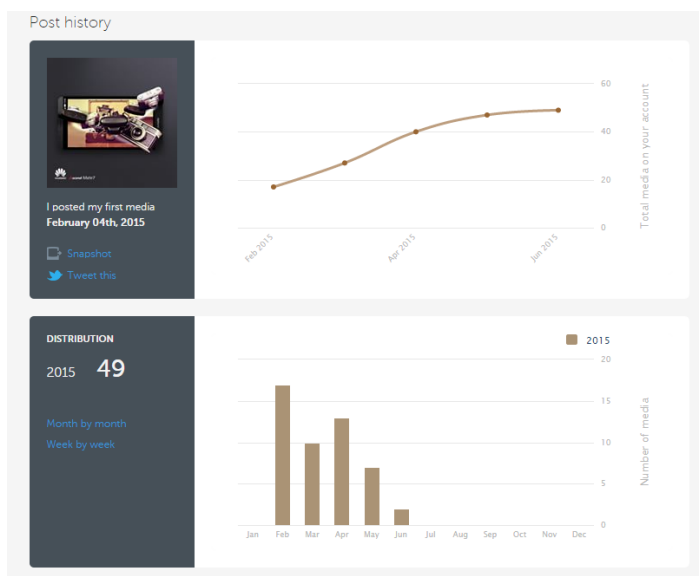 Post history
HUAWEI
I posted my first media
February 04th, 2015
Snapshot
Tweet this
60
40
20
0
Total media on your account
Feb 2015
Apr 2015
Jun 2015
DISTRIBUTION
2015 49
Month by month
Week by week
2015
20
15
10
5
0
Number of media
Jan Feb Mar Apr May Jun Jul Aug Sep Oct Nov Dec